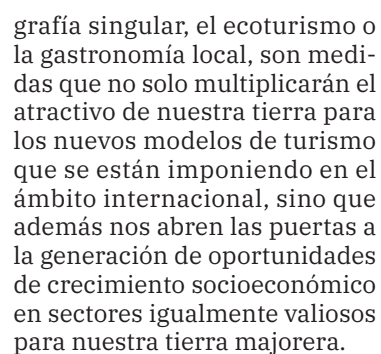 grafía singular, el ecoturismo o
la gastronomía local, son medi-
das que no solo multiplicarán el
atractivo de nuestra tierra para
los nuevos modelos de turismo
que se están imponiendo en el
ámbito internacional, sino que
además nos abren las puertas a
la generación de oportunidades
de crecimiento socioeconómico
en sectores igualmente valiosos
para nuestra tierra majorera.